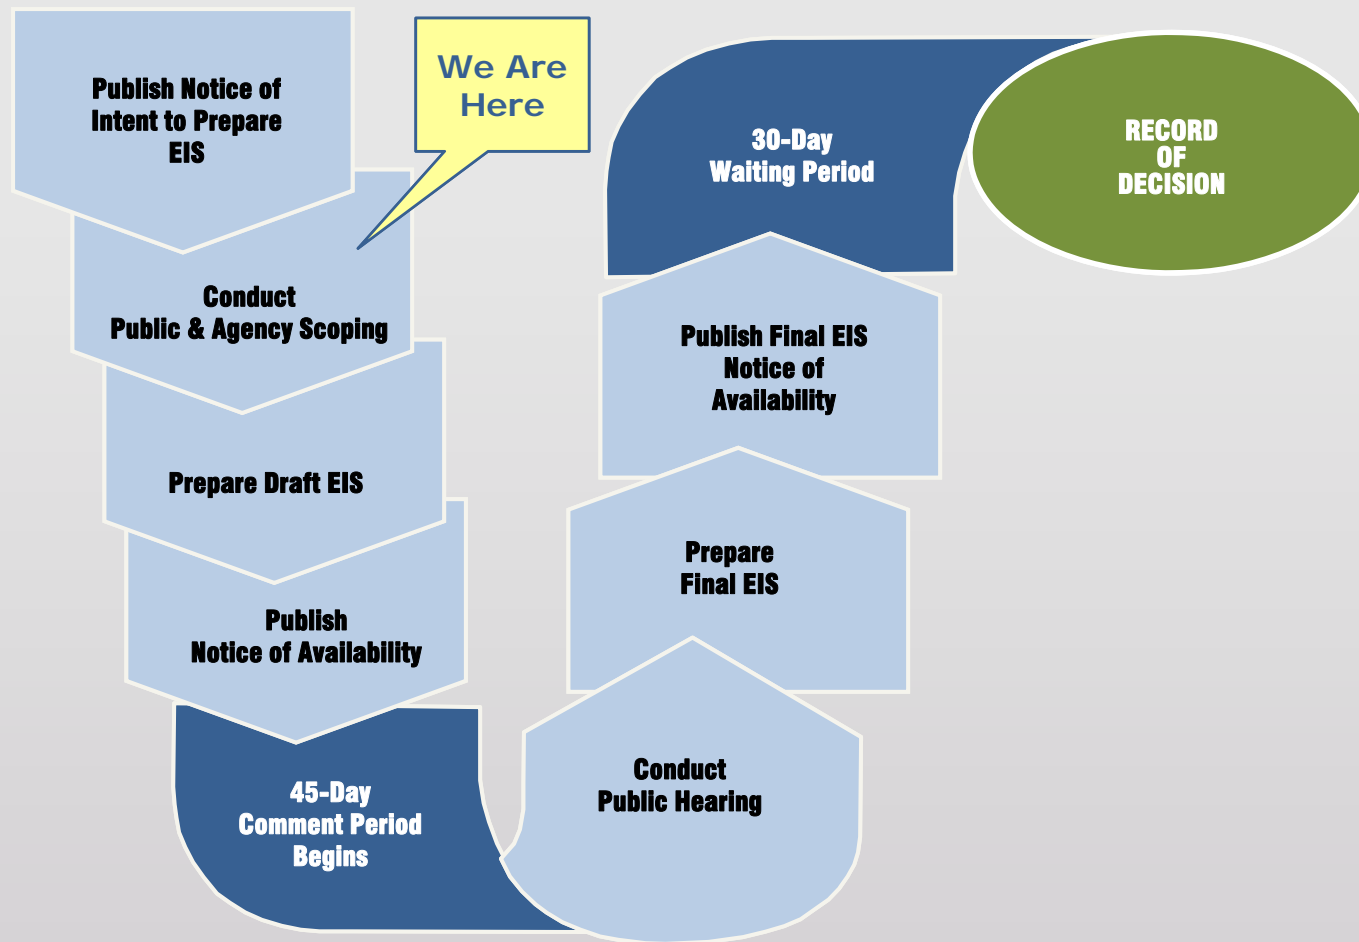 Publish Notice of
Intent to Prepare
EIS
We Are
Here
Conduct
Public & Agency Scoping
Prepare Draft EIS
Publish
Notice of Availability
45-Day
Comment Period
Begins
Conduct
Public Hearing
Prepare
Final EIS
Publish Final EIS
Notice of
Availability
30-Day
Waiting Period
RECORD
OF
DECISION